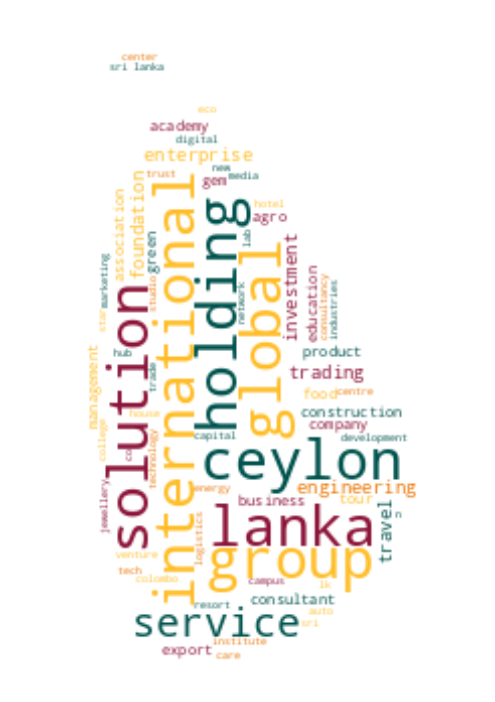 center
sri lanka
eco
academy
digital
enterprise
new
trust
media
gem
foundation
association
international
holding
hotel
agro
lab
green
global
investment
education
consultancy
industries
marketing
studio
star
network
solution
hub
trade
product
management
trading
food
centre
house
college
construction
company
capital
development
technology
co
ceylon
jewellery
energy
engineering
business
tour
lanka
logistics
travel
n
venture
group
tech
colombo
campus
lk
resort
consultant
auto
service
sri
institute
export
care